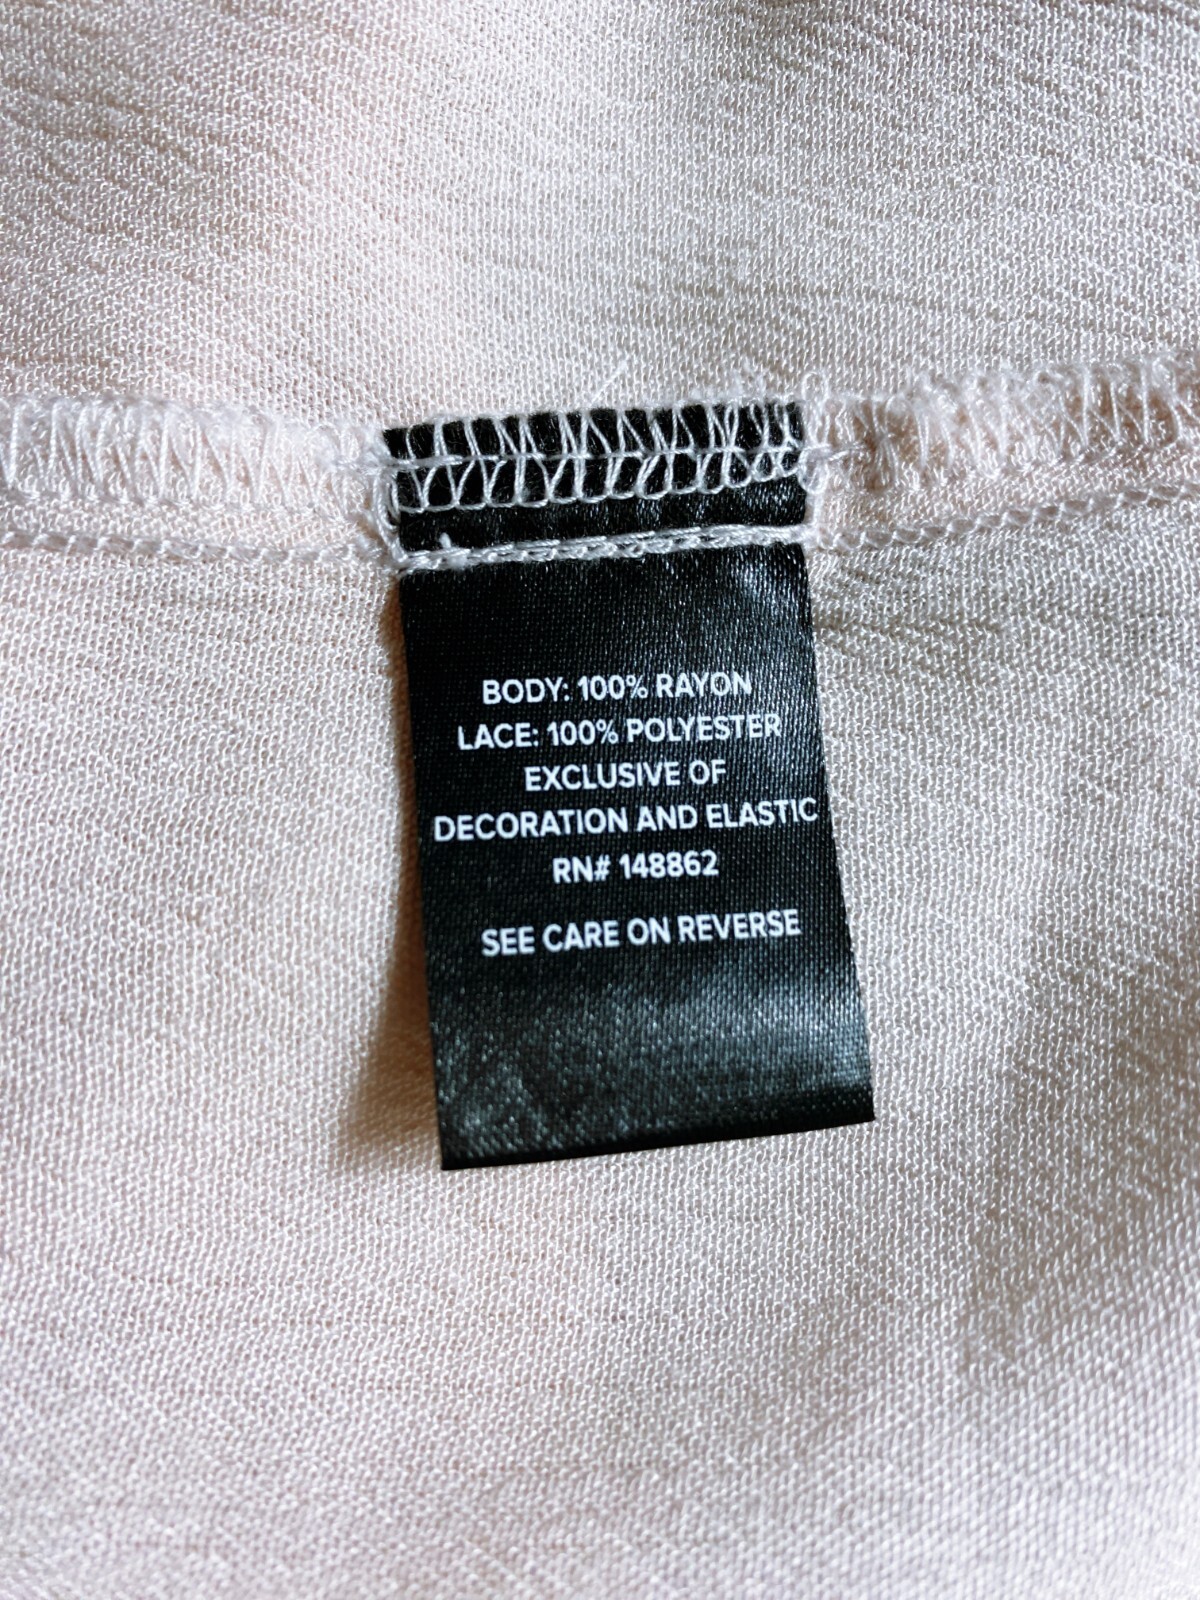 BODY: 100% RAYON
LACE: 100% POLYESTER
EXCLUSIVE OF
DECORATION AND ELASTIC
RN# 148862
SEE CARE ON REVERSE